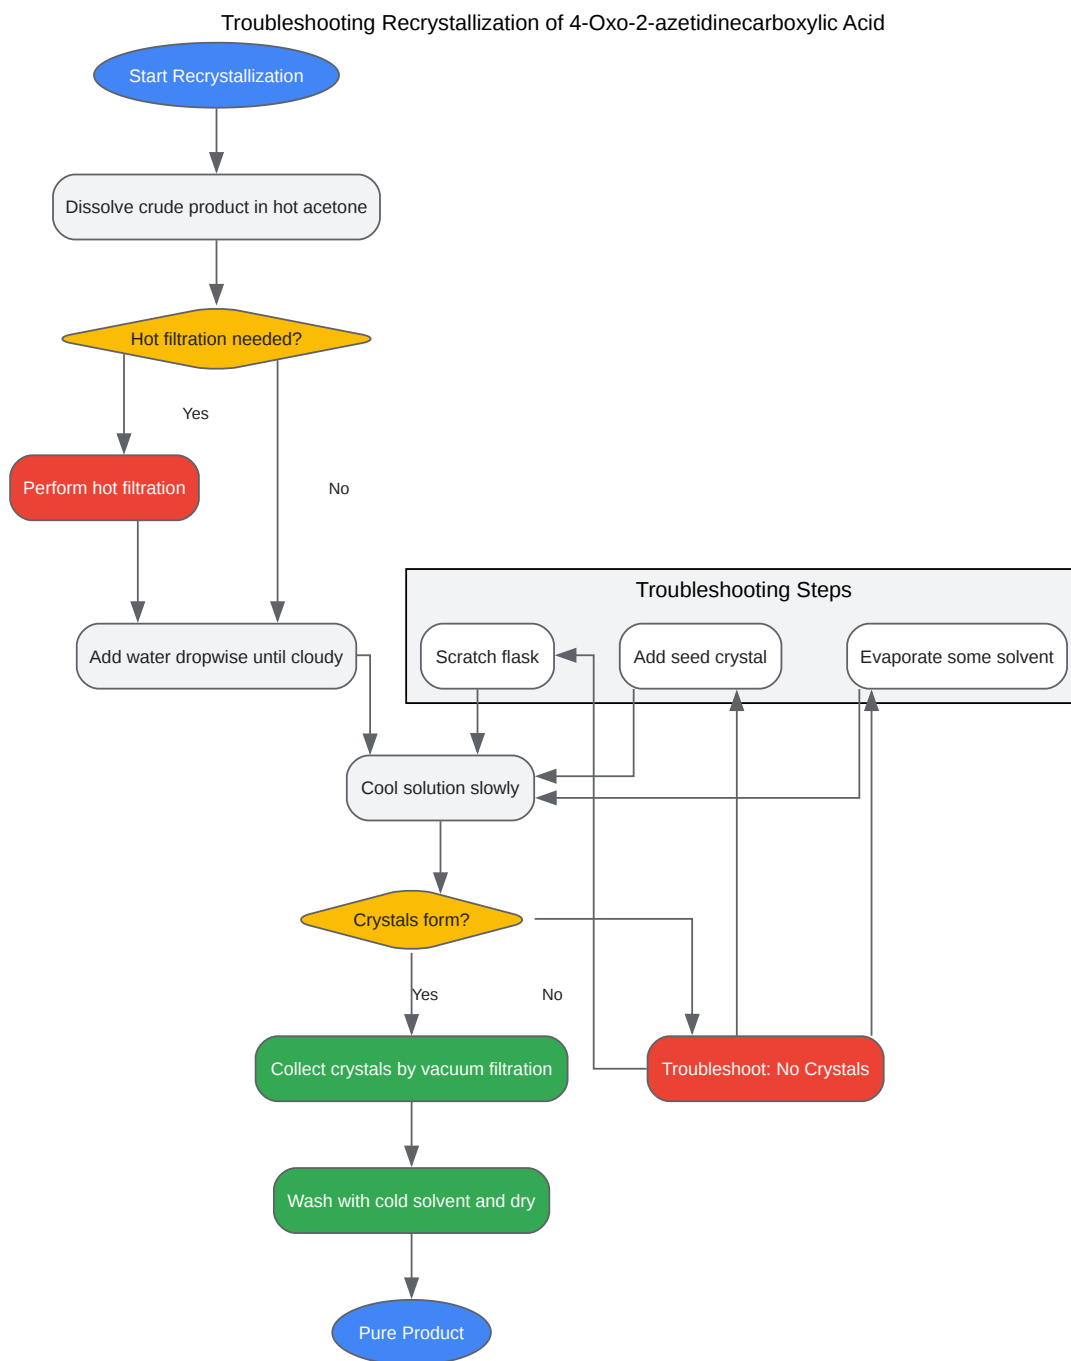 Troubleshooting Recrystallization of 4-Oxo-2-azetidinecarboxylic Acid
Start Recrystallization
Dissolve crude product in hot acetone
Hot filtration needed?
Yes
Perform hot filtration
No
Troubleshooting Steps
Add water dropwise until cloudy
Scratch flask
Add seed crystal
Evaporate some solvent
Cool solution slowly
Crystals form?
Yes
No
Collect crystals by vacuum filtration
Troubleshoot: No Crystals
Wash with cold solvent and dry
Pure Product